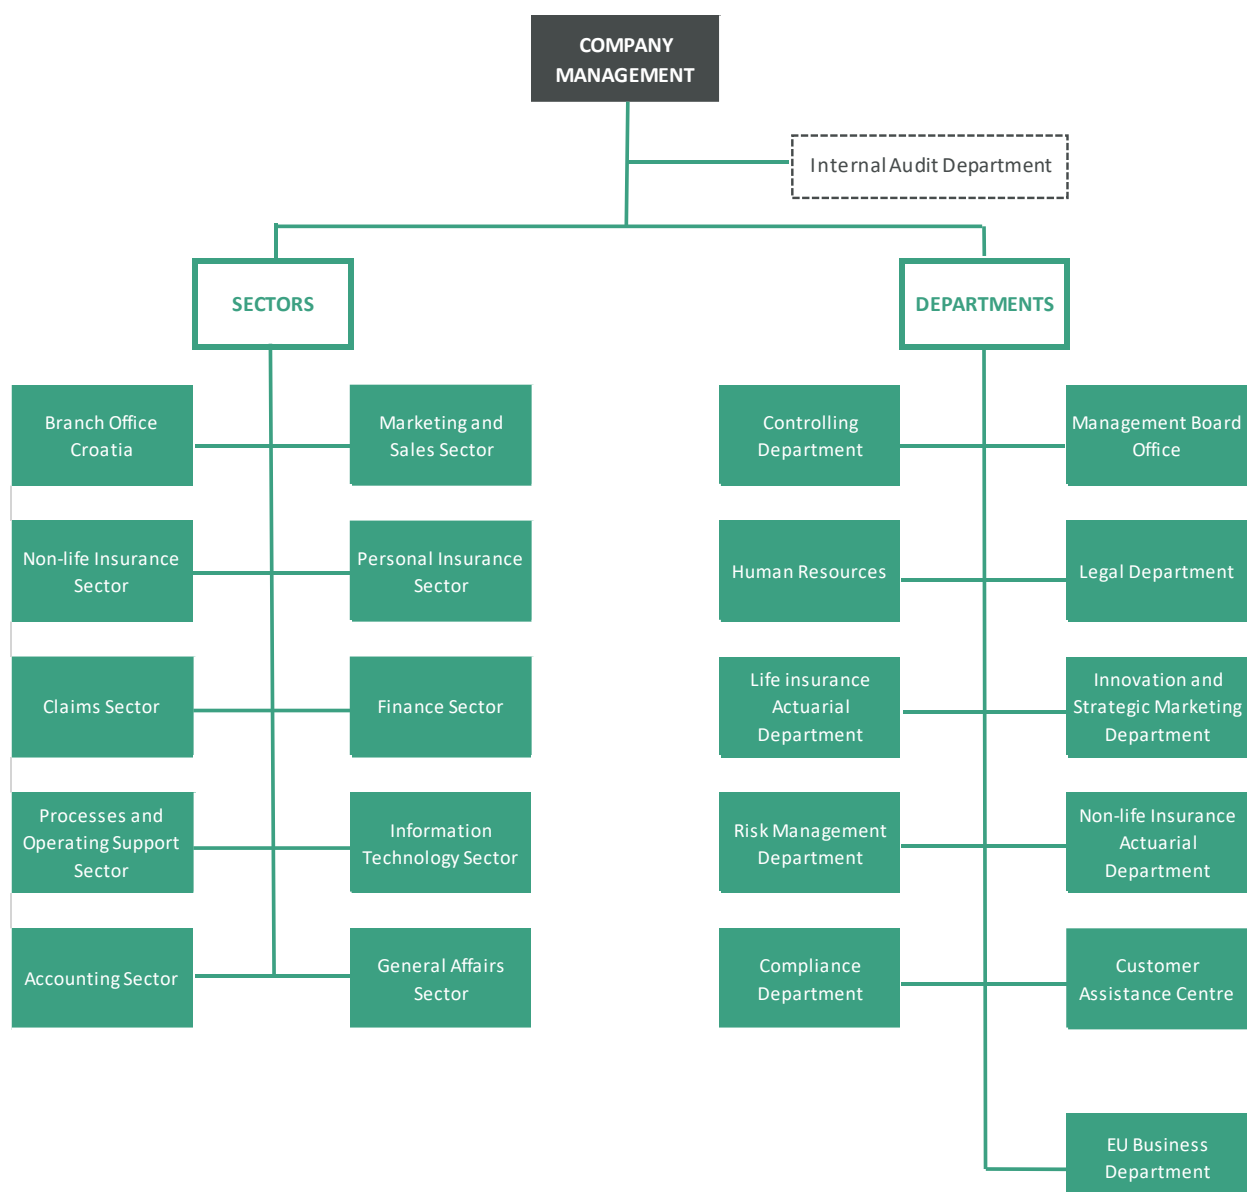 COMPANY
MANAGEMENT
Internal Audit Department
SECTORS
DEPARTMENTS
Branch Office
Croatia
Marketing and
Sales Sector
Controlling
Department
Management Board
Office
Non-life Insurance
Sector
Personal Insurance
Sector
Human Resources
Legal Department
Claims Sector
Finance Sector
Life insurance
Actuarial
Department
Innovation and
Strategic Marketing
Department
Processes and
Operating Support
Sector
Information
Technology Sector
Risk Management
Department
Non-life Insurance
Actuarial
Department
Accounting Sector
General Affairs
Sector
Compliance
Department
Customer
Assistance Centre
EU Business
Department